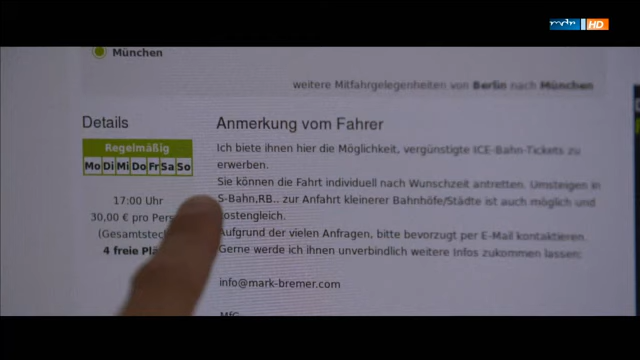 mdr HD
München
weitere Mitfahrgelegenheiten von Berlin nach München
Details
Regelmäßig
Mo Di Mi Do Fr Sa So
17:00 Uhr
30,00 € pro
(Gesamtstec
4 freie
Anmerkung vom Fahrer
Ich biete ihnen hier die Möglichkeit, vergünstigte ICE-Bahn-Tickets zu
erwerben.
Sie können die Fahrt individuell nach Wunschzeit antretten. Umsteigen in
S-Bahn,RB.. zur Anfahrt kleinerer Bahnhöfe/Städte ist auch möglich und
ostengleich.
Aufgrund der vielen Anfragen, bitte bevorzugt per E-Mail kontaktieren.
Gerne werde ich ihnen unverbindlich weitere Infos zukommen lassen:
info@mark-bremer.com
MfG